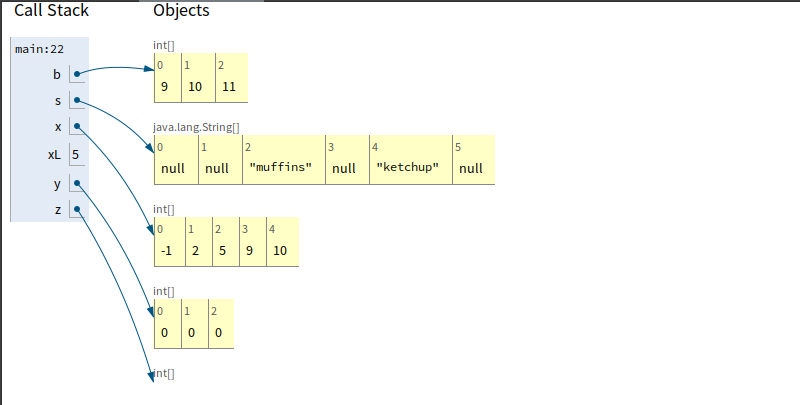 Call Stack Objects
main:22
b
s
x
xL 5
y
z
int[]
0 1 2
9 10 11
java.lang.String[]
0 1 2 3 4 5
null null "muffins" null "ketchup" null
int[]
0 1 2 3 4
-1 2 5 9 10
int[]
0 1 2
0 0 0
int[]